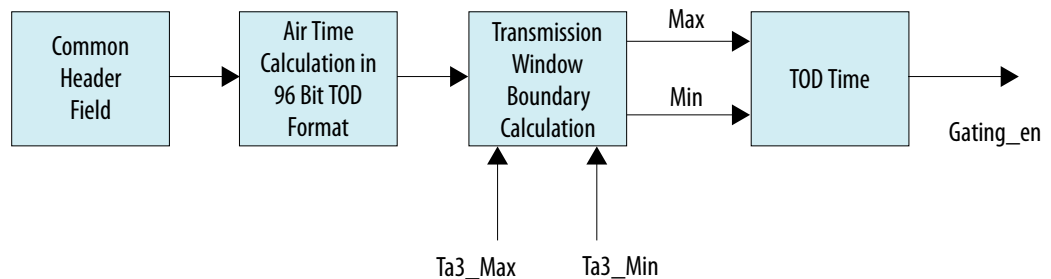 Common
Header
Field
Air Time
Calculation in
96 Bit TOD
Format
Transmission
Window
Boundary
Calculation
Max
Min
TOD Time
Gating_en
Ta3_Max
Ta3_Min